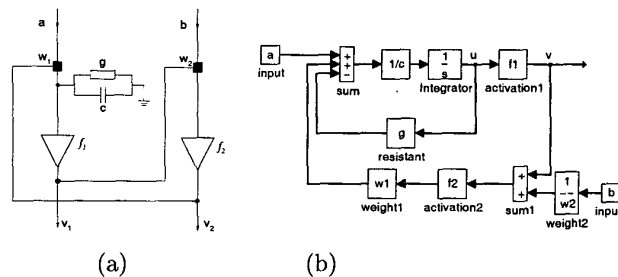 a
b
w1
w2
g
c
f1
f2
v1
v2
(a)
a
input
+
+
−
sum
1/c
1
s
Integrator
u
f1
activation1
v
g
resistant
w1
weight1
f2
activation2
+
+
sum1
1
w2
weight2
b
input
(b)